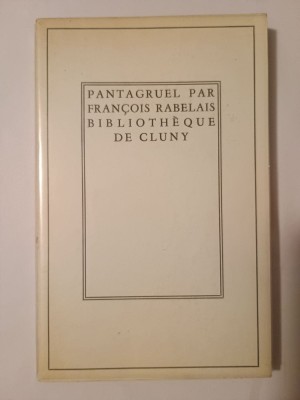 PANTAGRUEL PAR
FRANÇOIS RABELAIS
BIBLIOTHÈQUE
DE CLUNY